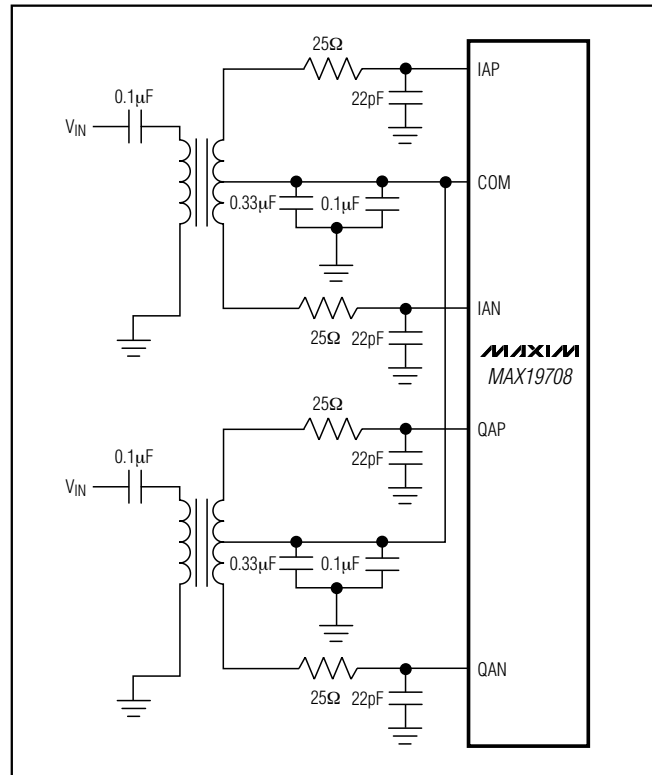 25Ω
IAP
22pF
0.1μF
VIN
COM
0.33μF
0.1μF
IAN
25Ω
22pF
MAXIM
MAX19708
25Ω
QAP
22pF
0.1μF
VIN
0.33μF
0.1μF
QAN
25Ω
22pF